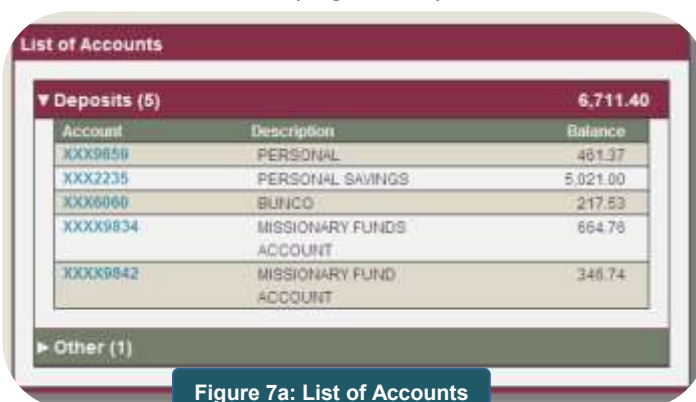 List of Accounts
▼ Deposits (5) 6,711.40
Account Description Balance
XXX9659 PERSONAL 461.37
XXX2235 PERSONAL SAVINGS 5,021.00
XXX6060 BUNCO 217.53
XXXX9834 MISSIONARY FUNDS 664.76
ACCOUNT
XXXX9842 MISSIONARY FUND 346.74
ACCOUNT
► Other (1)
Figure 7a: List of Accounts